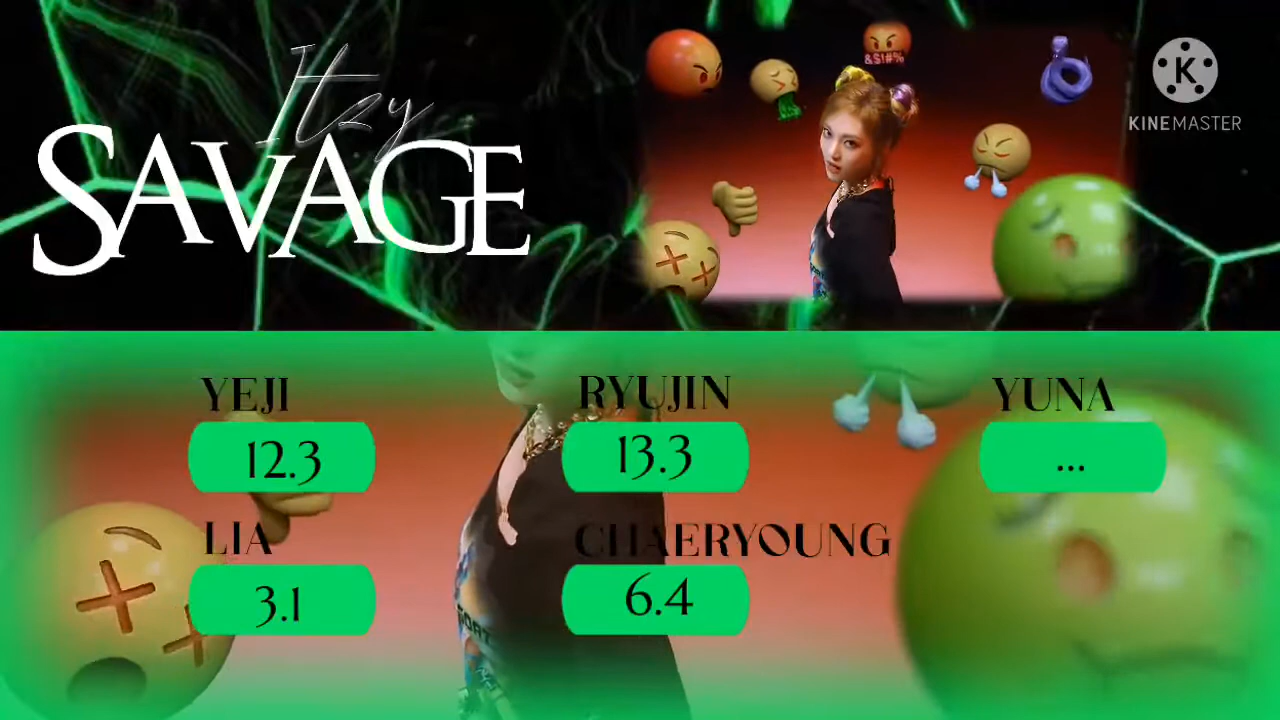 Itzy
SAVAGE
&$!#%
K
KINEMASTER
YEJI
12.3
RYUJIN
13.3
YUNA
...
LIA
3.1
CHAERYOUNG
6.4